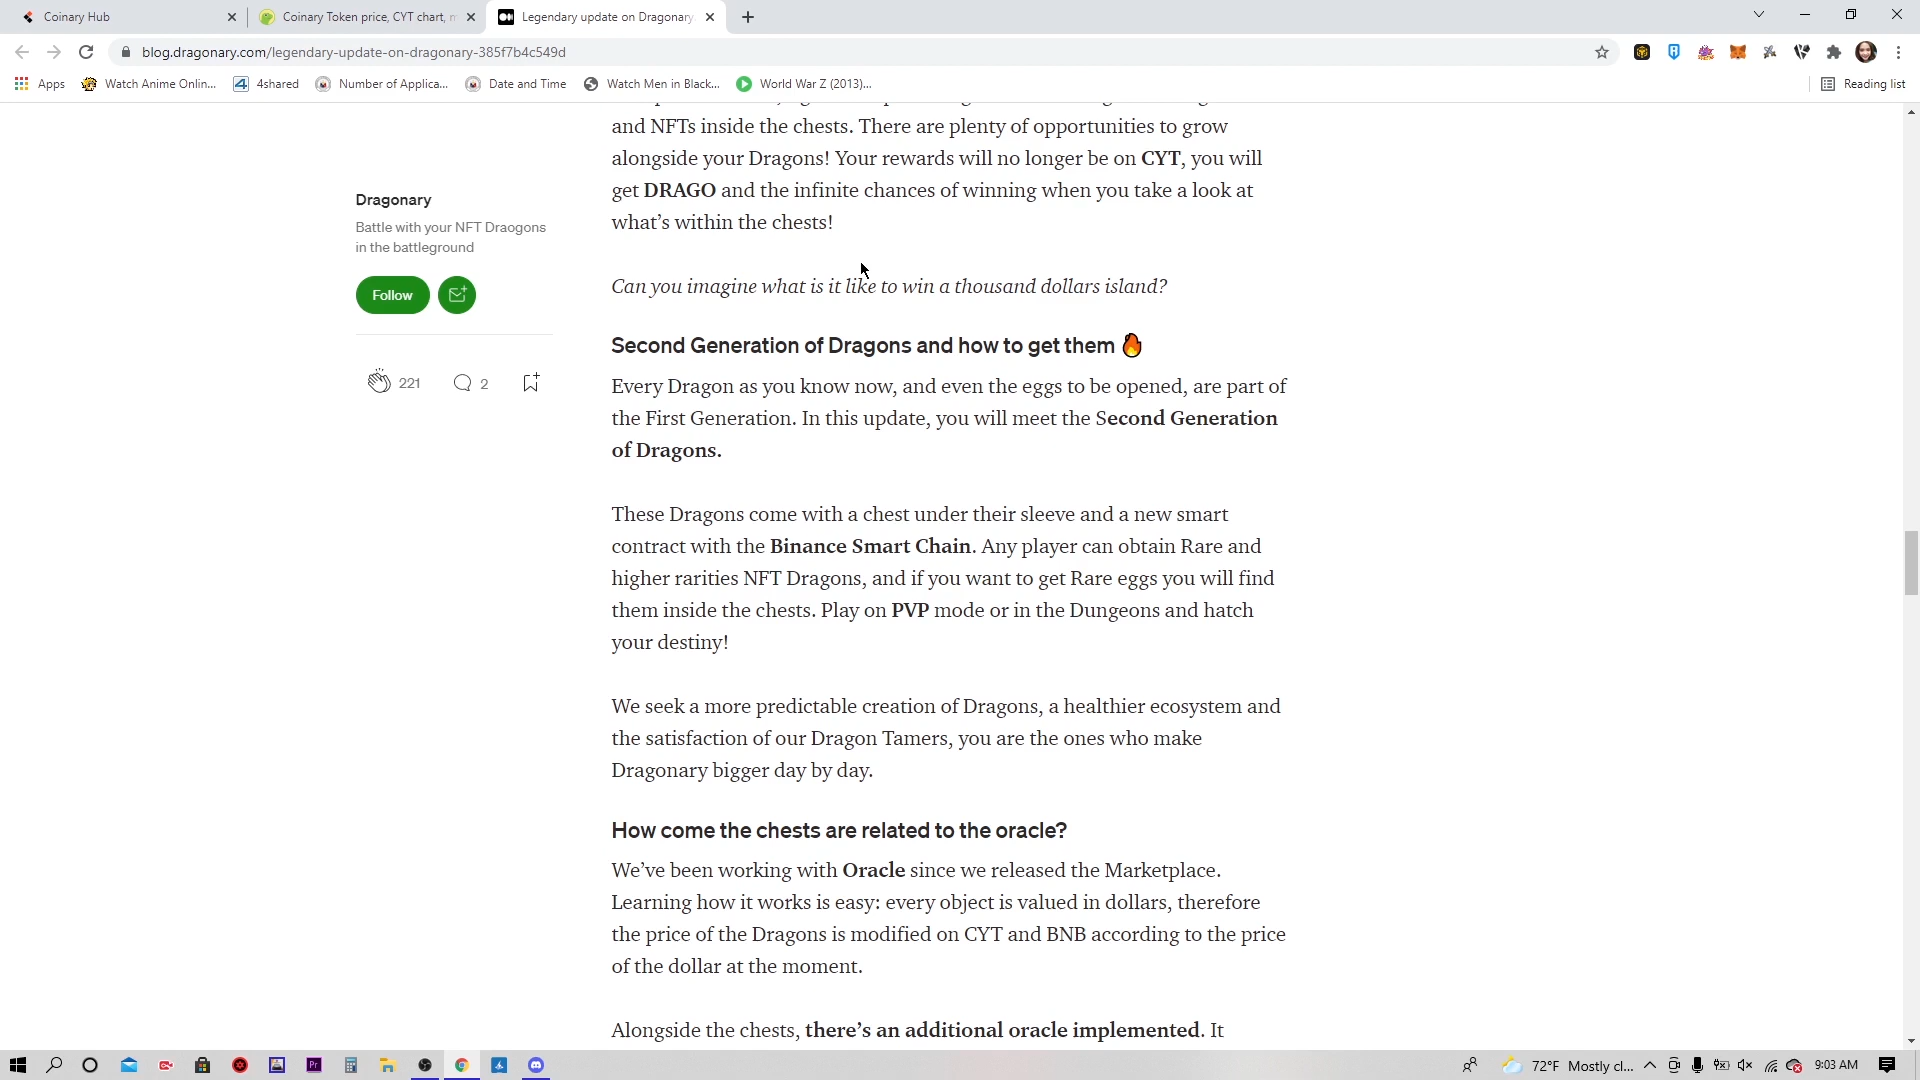 Coinary Hub
Coinary Token price, CYT chart, m
Legendary update on Dragonary
blog.dragonary.com/legendary-update-on-dragonary-385f7b4c549d
Apps
Watch Anime Onlin...
4shared
Number of Applica...
Date and Time
Watch Men in Black...
World War Z (2013)...
Reading list
and NFTs inside the chests. There are plenty of opportunities to grow
alongside your Dragons! Your rewards will no longer be on CYT, you will
get DRAGO and the infinite chances of winning when you take a look at
what’s within the chests!
Dragonary
Battle with your NFT Draogons
in the battleground
Follow
221
2
Can you imagine what is it like to win a thousand dollars island?
Second Generation of Dragons and how to get them 🔥
Every Dragon as you know now, and even the eggs to be opened, are part of
the First Generation. In this update, you will meet the Second Generation
of Dragons.
These Dragons come with a chest under their sleeve and a new smart
contract with the Binance Smart Chain. Any player can obtain Rare and
higher rarities NFT Dragons, and if you want to get Rare eggs you will find
them inside the chests. Play on PVP mode or in the Dungeons and hatch
your destiny!
We seek a more predictable creation of Dragons, a healthier ecosystem and
the satisfaction of our Dragon Tamers, you are the ones who make
Dragonary bigger day by day.
How come the chests are related to the oracle?
We’ve been working with Oracle since we released the Marketplace.
Learning how it works is easy: every object is valued in dollars, therefore
the price of the Dragons is modified on CYT and BNB according to the price
of the dollar at the moment.
Alongside the chests, there’s an additional oracle implemented. It
Pr
72°F Mostly cl...
9:03 AM